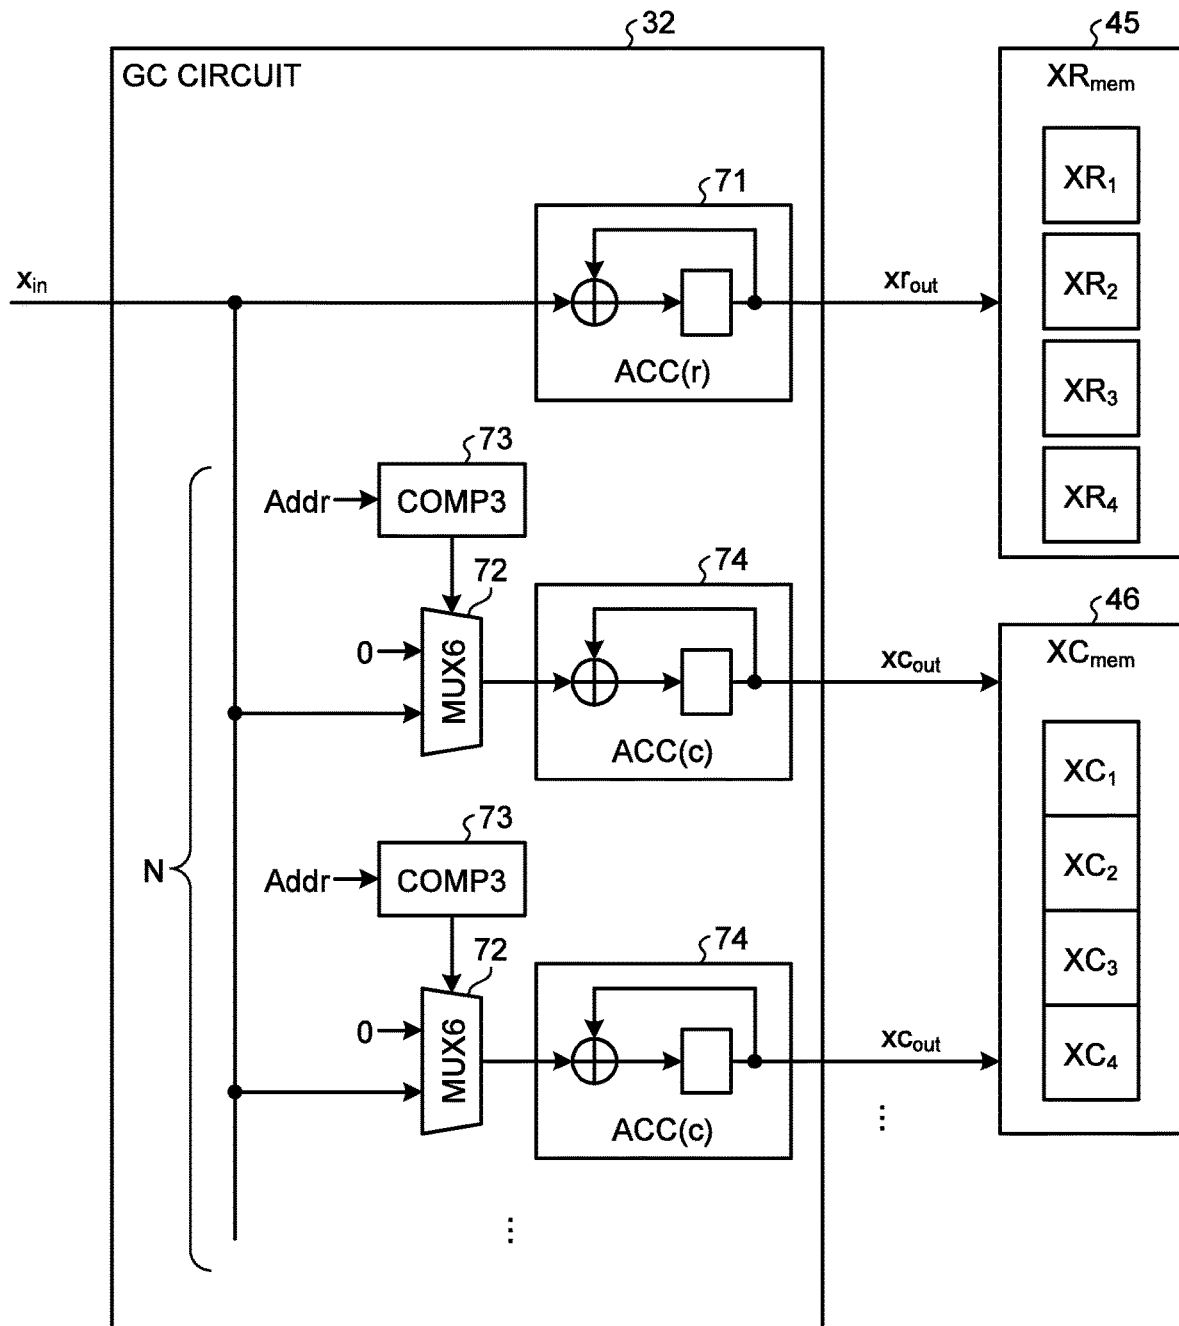 32
45
GC CIRCUIT
XRmem
XR1
71
xin
xrout
XR2
ACC(r)
XR3
73
Addr
COMP3
XR4
72
74
46
0
MUX6
xcout
XCmem
ACC(c)
XC1
73
N
Addr
COMP3
XC2
72
74
XC3
0
MUX6
xcout
XC4
ACC(c)
⋮
⋮